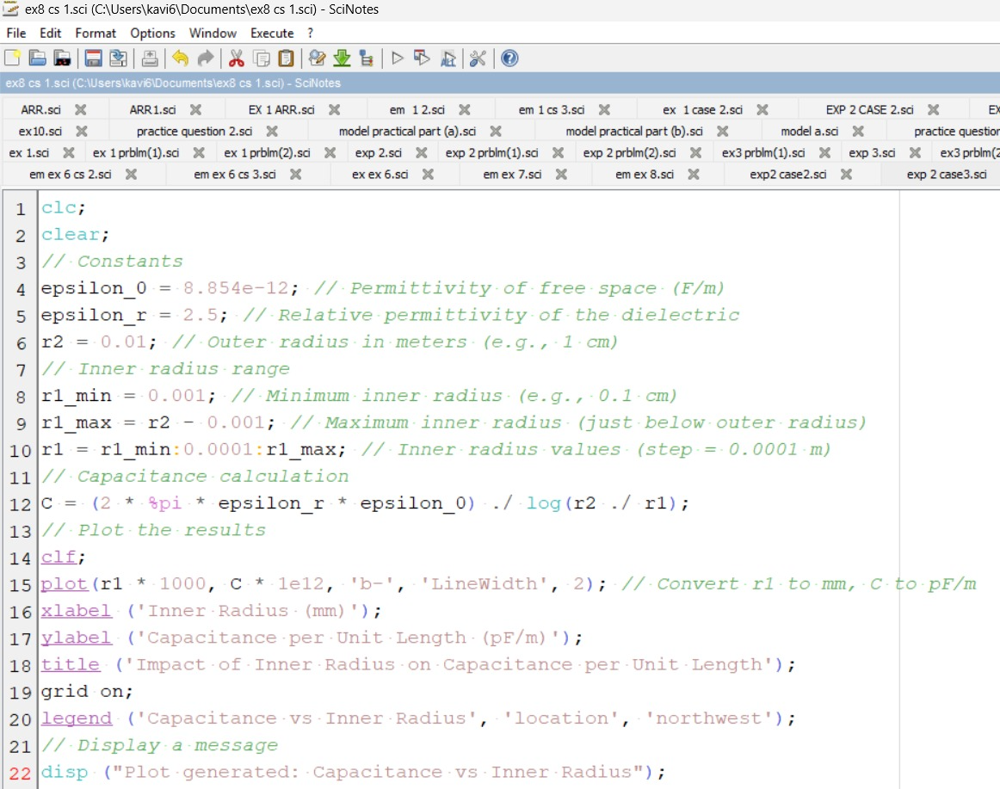 ex8 cs 1.sci (C:\Users\kavi6\Documents\ex8 cs 1.sci) - SciNotes
File Edit Format Options Window Execute ?
ex8 cs 1.sci (C:\Users\kavi6\Documents\ex8 cs 1.sci) - SciNotes
ARR.sci ARR1.sci EX 1 ARR.sci em 1 2.sci em 1 cs 3.sci ex 1 case 2.sci EXP 2 CASE 2.sci EX
ex10.sci practice question 2.sci model practical part (a).sci model practical part (b).sci model a.sci practice question
ex 1.sci ex 1 prblm(1).sci ex 1 prblm(2).sci exp 2.sci exp 2 prblm(1).sci exp 2 prblm(2).sci ex3 prblm(1).sci exp 3.sci ex3 prblm(2
em ex 6 cs 2.sci em ex 6 cs 3.sci ex ex 6.sci em ex 7.sci em ex 8.sci exp2 case2.sci exp 2 case3.sci
1 clc;
2 clear;
3 // Constants
4 epsilon_0 = 8.854e-12; // Permittivity of free space (F/m)
5 epsilon_r = 2.5; // Relative permittivity of the dielectric
6 r2 = 0.01; // Outer radius in meters (e.g., 1 cm)
7 // Inner radius range
8 r1_min = 0.001; // Minimum inner radius (e.g., 0.1 cm)
9 r1_max = r2 - 0.001; // Maximum inner radius (just below outer radius)
10 r1 = r1_min:0.0001:r1_max; // Inner radius values (step = 0.0001 m)
11 // Capacitance calculation
12 C = (2 * %pi * epsilon_r * epsilon_0) ./ log(r2 ./ r1);
13 // Plot the results
14 clf;
15 plot(r1 * 1000, C * 1e12, 'b-', 'LineWidth', 2); // Convert r1 to mm, C to pF/m
16 xlabel ('Inner Radius (mm)');
17 ylabel ('Capacitance per Unit Length (pF/m)');
18 title ('Impact of Inner Radius on Capacitance per Unit Length');
19 grid on;
20 legend ('Capacitance vs Inner Radius', 'location', 'northwest');
21 // Display a message
22 disp ("Plot generated: Capacitance vs Inner Radius");